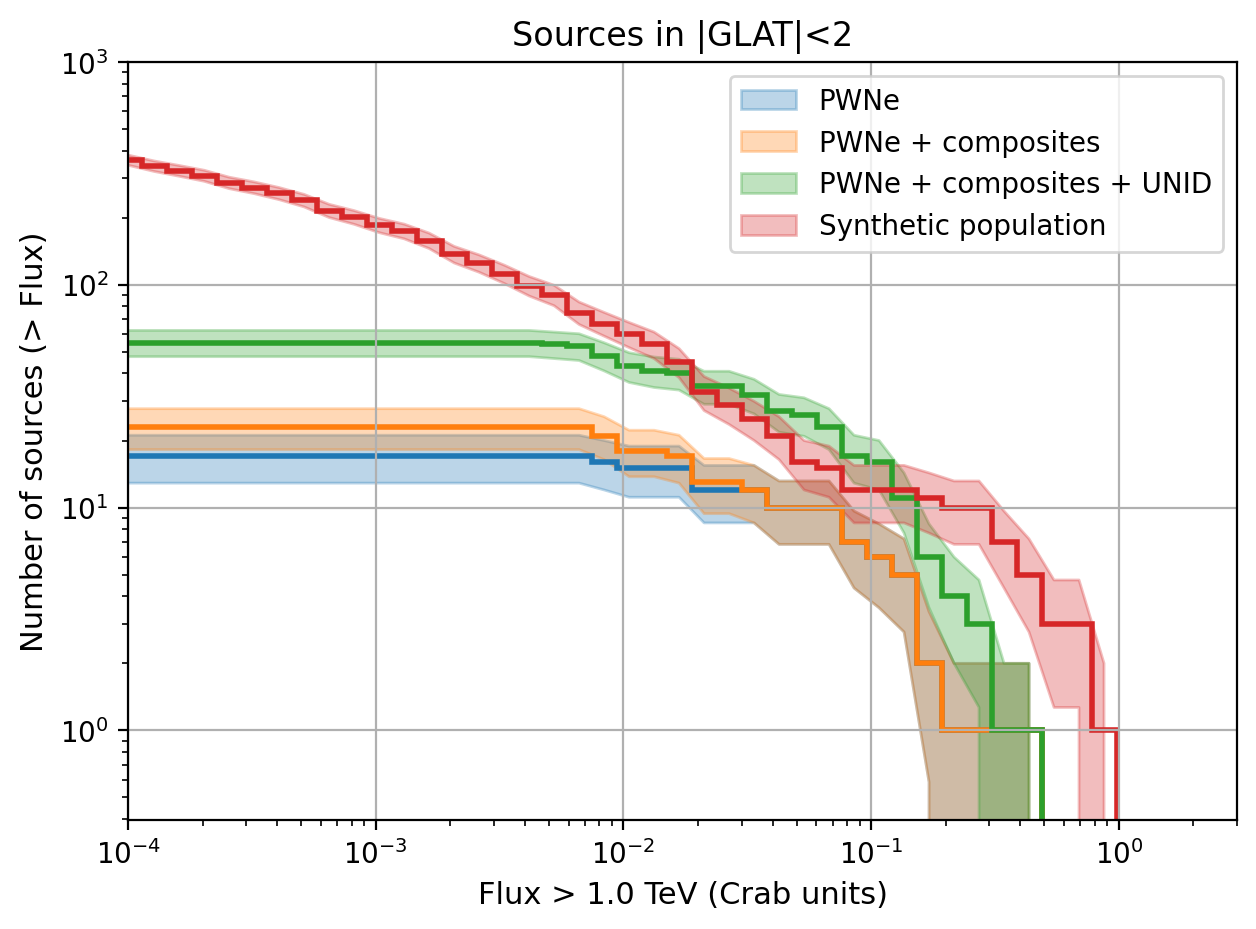 Sources in |GLAT|<2
10³
10²
10¹
10⁰
Number of sources (> Flux)
PWNe
PWNe + composites
PWNe + composites + UNID
Synthetic population
10⁻⁴ 10⁻³ 10⁻² 10⁻¹ 10⁰
Flux > 1.0 TeV (Crab units)